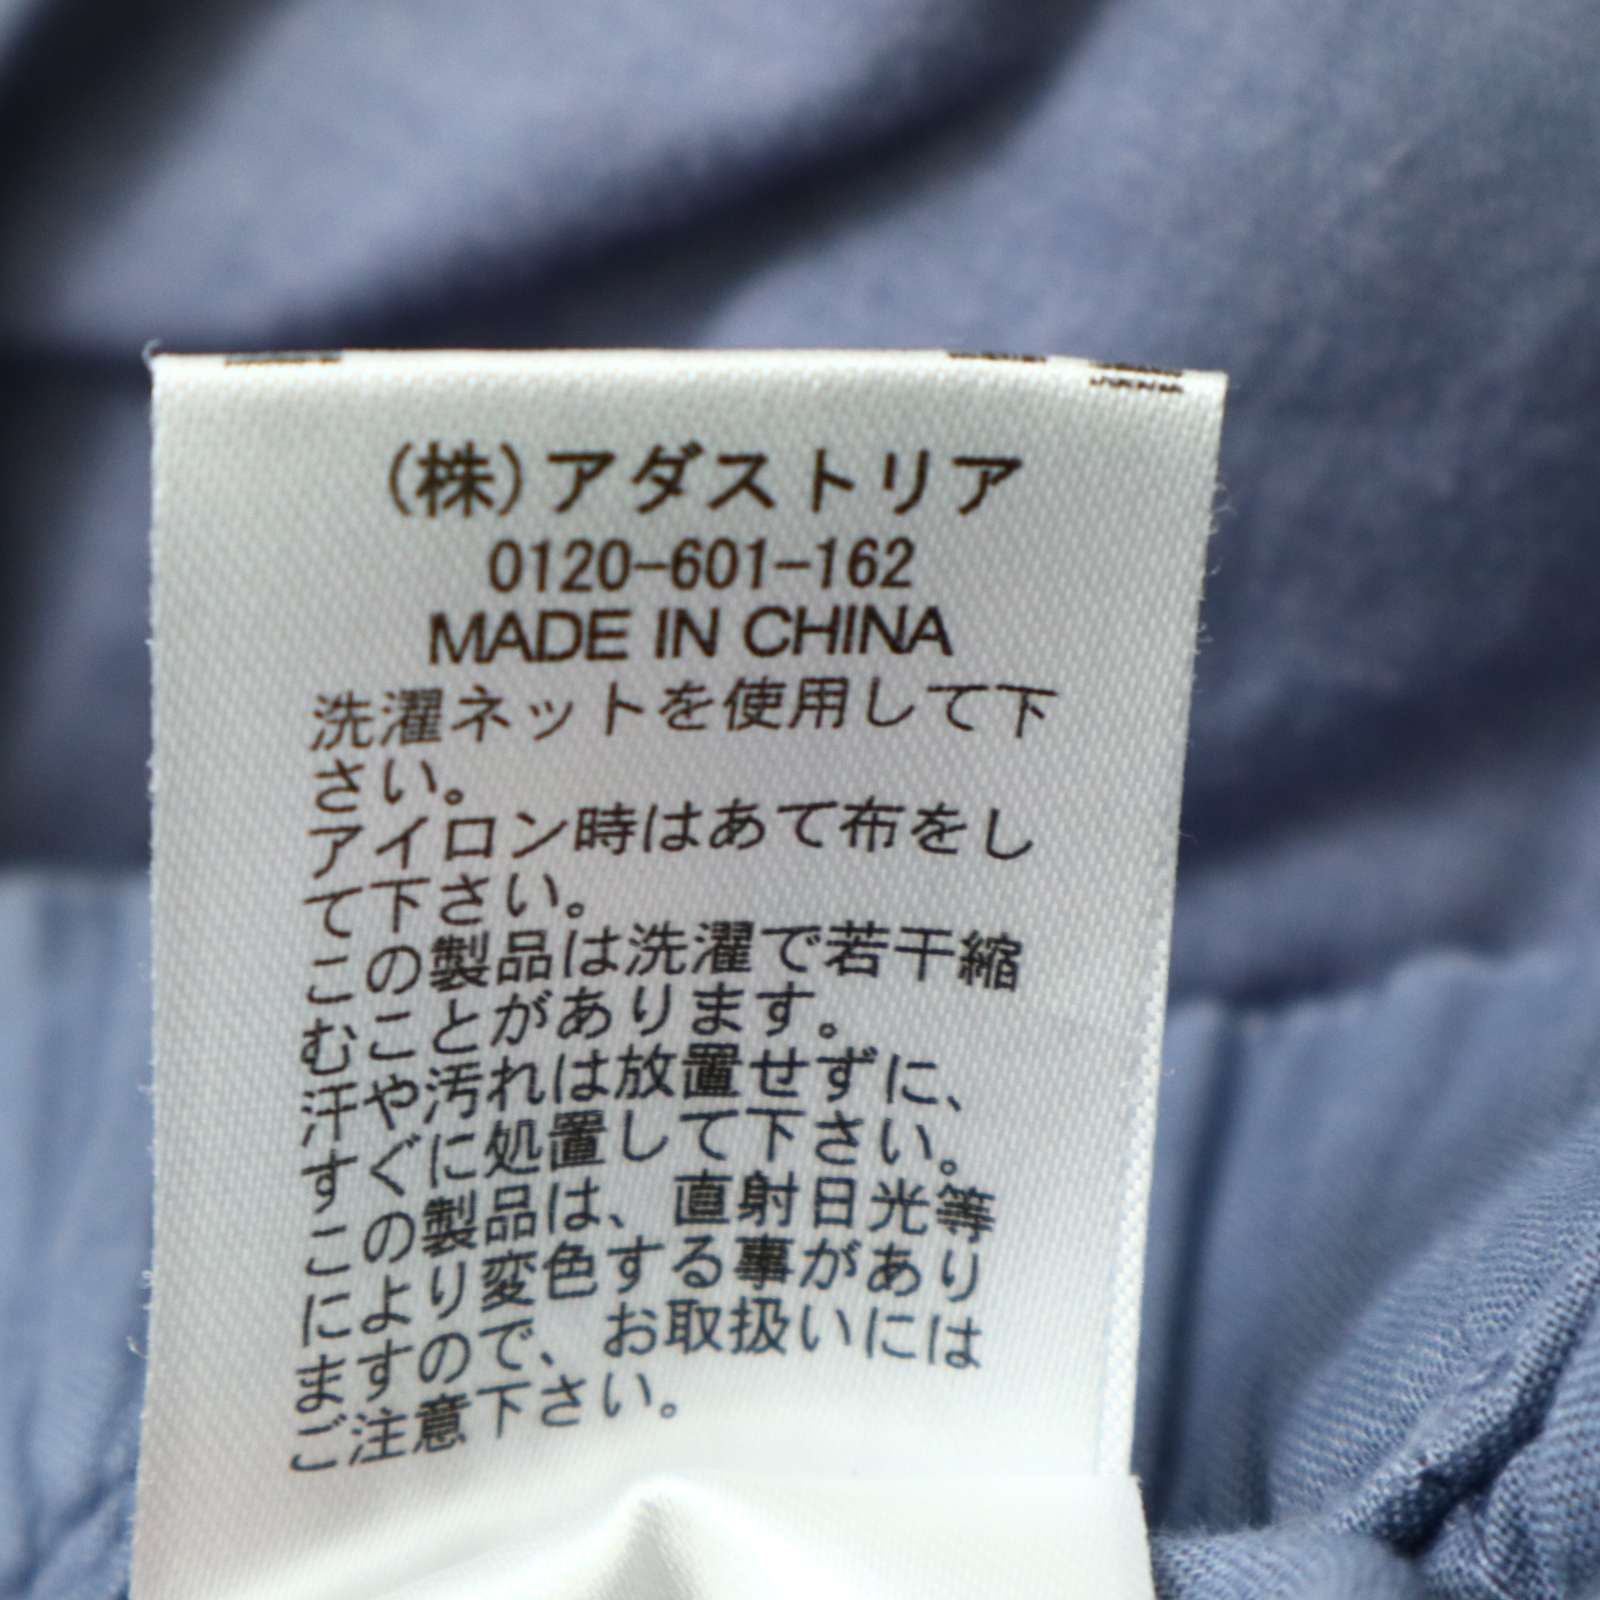 (株)アダストリア
0120-601-162
MADE IN CHINA
洗濯ネットを使用して下
さい。
アイロン時はあて布をし
て下さい。
この製品は洗濯で若干縮
むことがあります。
汗や汚れは放置せずに、
すぐに処置して下さい。
この製品は、直射日光等
により変色する事があり
ますので、お取扱いには
ご注意下さい。